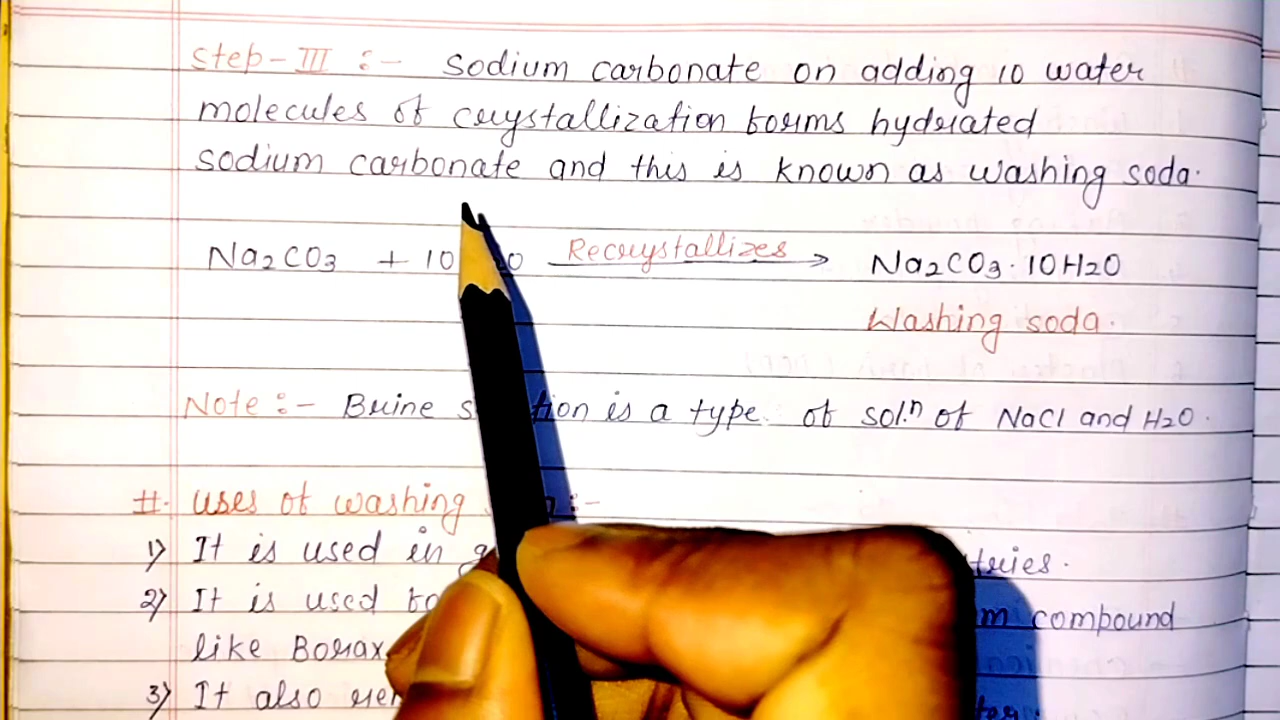 Step-III :- Sodium carbonate on adding 10 water
molecules of crystallization forms hydrated
sodium carbonate and this is known as washing soda.
Na2CO3 + 10 Recrystallizes → Na2CO3.10H2O
Washing soda.
Note :- Brine is a type of sol.n of NaCl and H2O.
#. Uses of washing :-
1) It is used in
2) It is used compound
like Borax
3) It also